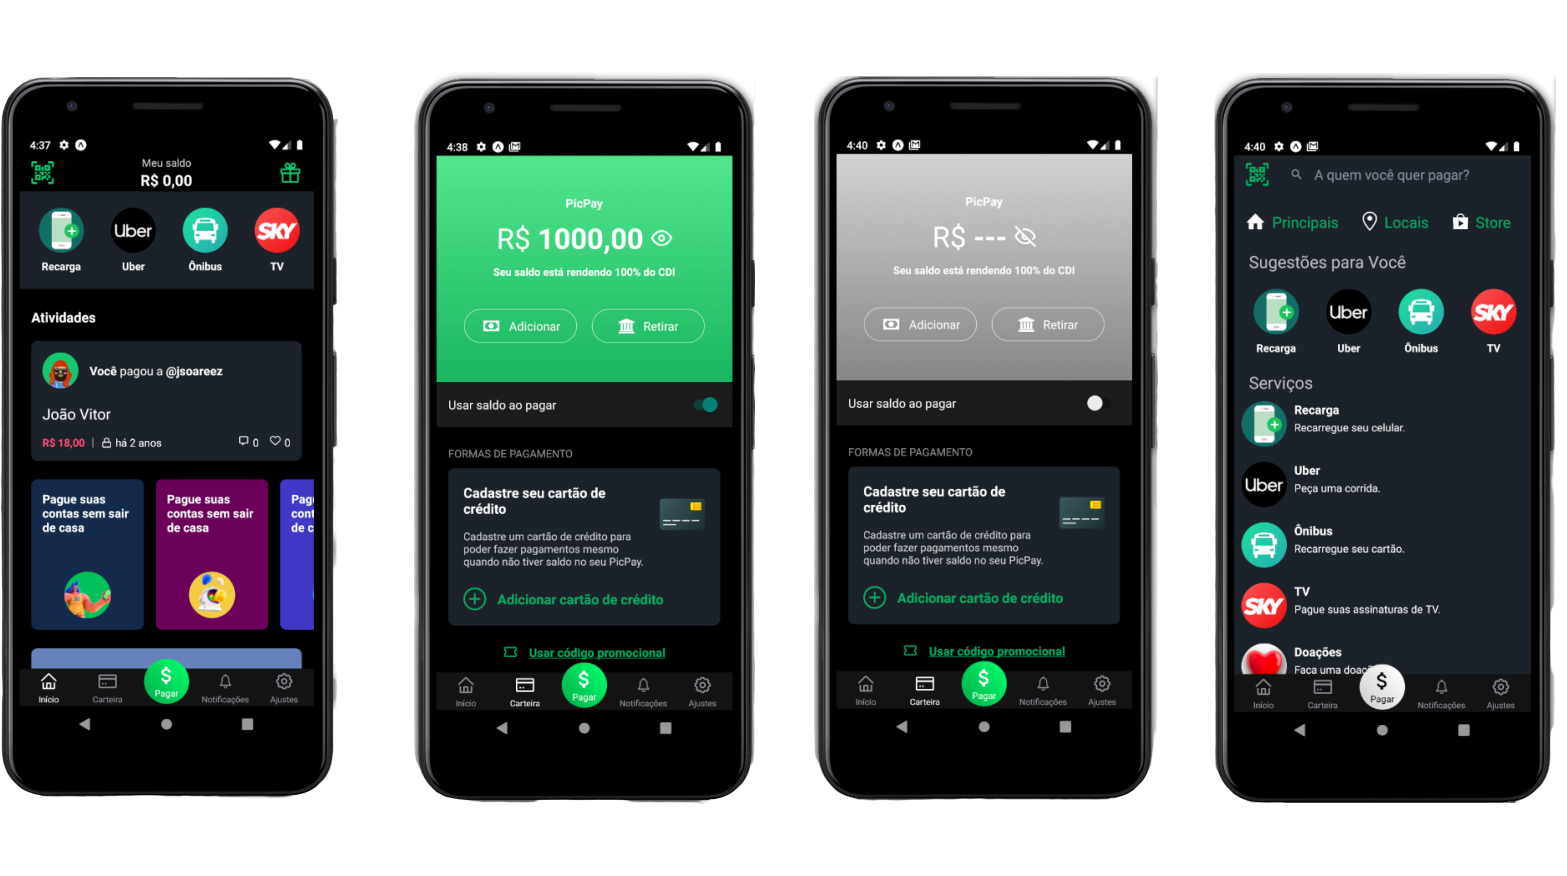 4:37
Meu saldo
R$ 0,00
Uber
SKY
Recarga
Uber
Ônibus
TV
Atividades
Você pagou a @jsoareez
João Vitor
R$ 18,00 | há 2 anos
0
0
Pague suas
contas sem sair
de casa
Pague suas
contas sem sair
de casa
Pagu
cont
de c
$
Pagar
Início
Carteira
Notificações
Ajustes
4:38
PicPay
R$ 1000,00
Seu saldo está rendendo 100% do CDI
Adicionar
Retirar
Usar saldo ao pagar
FORMAS DE PAGAMENTO
Cadastre seu cartão de
crédito
Cadastre um cartão de crédito para
poder fazer pagamentos mesmo
quando não tiver saldo no seu PicPay.
Adicionar cartão de crédito
Usar código promocional
$
Pagar
Início
Carteira
Notificações
Ajustes
4:40
PicPay
R$ ---
Seu saldo está rendendo 100% do CDI
Adicionar
Retirar
Usar saldo ao pagar
FORMAS DE PAGAMENTO
Cadastre seu cartão de
crédito
Cadastre um cartão de crédito para
poder fazer pagamentos mesmo
quando não tiver saldo no seu PicPay.
Adicionar cartão de crédito
Usar código promocional
$
Pagar
Início
Carteira
Notificações
Ajustes
4:40
A quem você quer pagar?
Principais
Locais
Store
Sugestões para Você
Uber
SKY
Recarga
Uber
Ônibus
TV
Serviços
Recarga
Recarregue seu celular.
Uber
Uber
Peça uma corrida.
Ônibus
Recarregue seu cartão.
SKY
TV
Pague suas assinaturas de TV.
Doações
Faça uma doaç
$
Pagar
Início
Carteira
Notificações
Ajustes